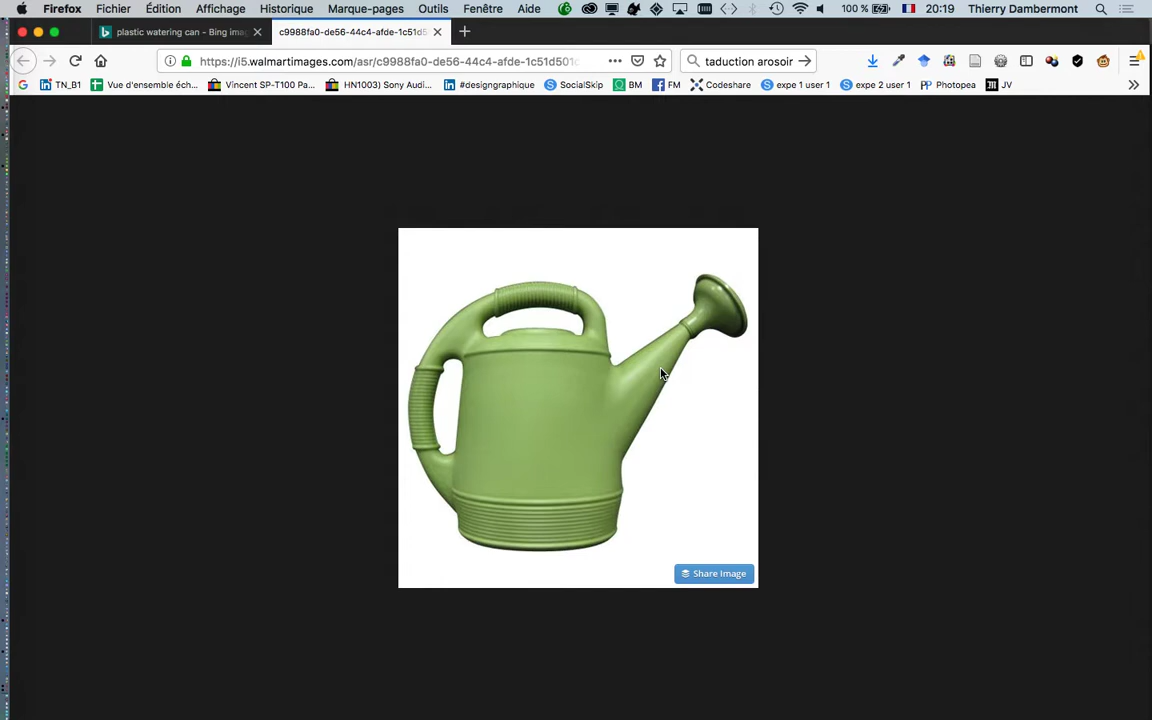 Firefox Fichier Édition Affichage Historique Marque-pages Outils Fenêtre Aide 100 % 20:19 Thierry Dambermont
plastic watering can - Bing ima c9988fa0-de56-44c4-afde-1c51d5
https://i5.walmartimages.com/asr/c9988fa0-de56-44c4-afde-1c51d501c taduction arosoir
TN_B1 Vue d'ensemble éch... Vincent SP-T100 Pa... HN1003) Sony Audi... #designgraphique SocialSkip BM FM Codeshare expe 1 user 1 expe 2 user 1 Photopea JV
Share Image